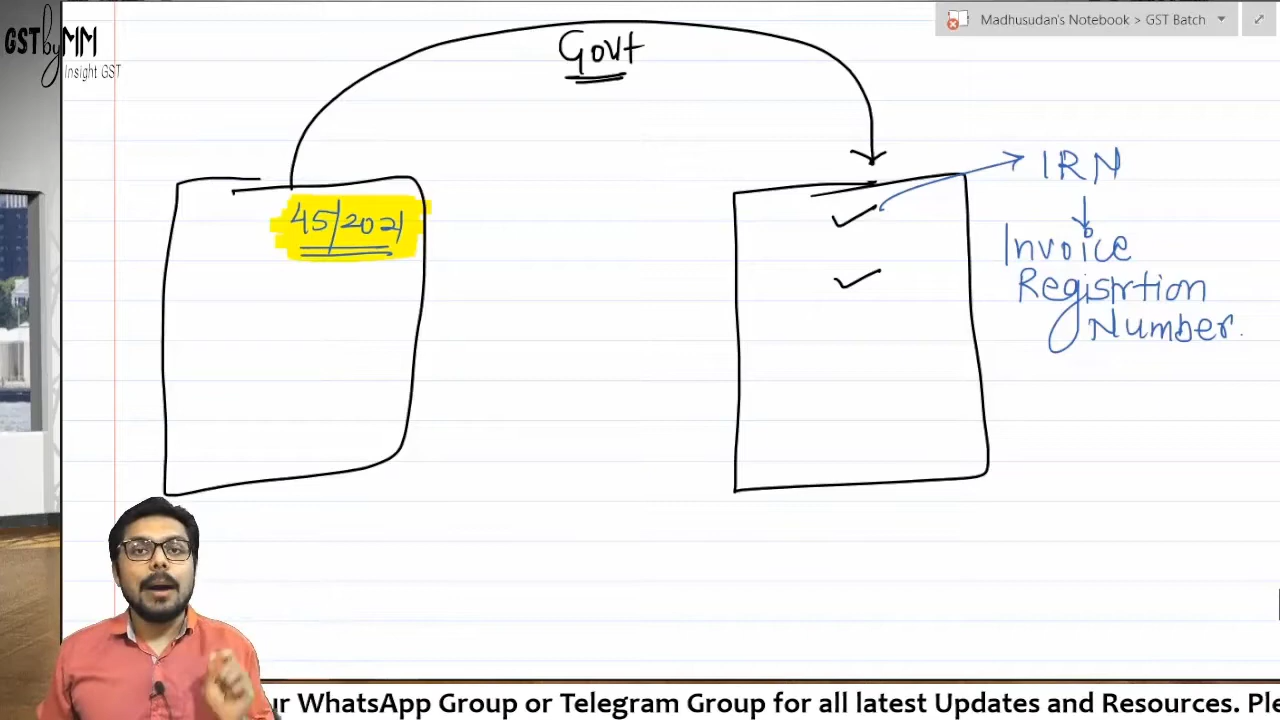 GST by MM
Insight GST
Madhusudan's Notebook > GST Batch
Govt
45/2021
IRN
Invoice
Regisrtion
Number.
ur WhatsApp Group or Telegram Group for all latest Updates and Resources. Ple